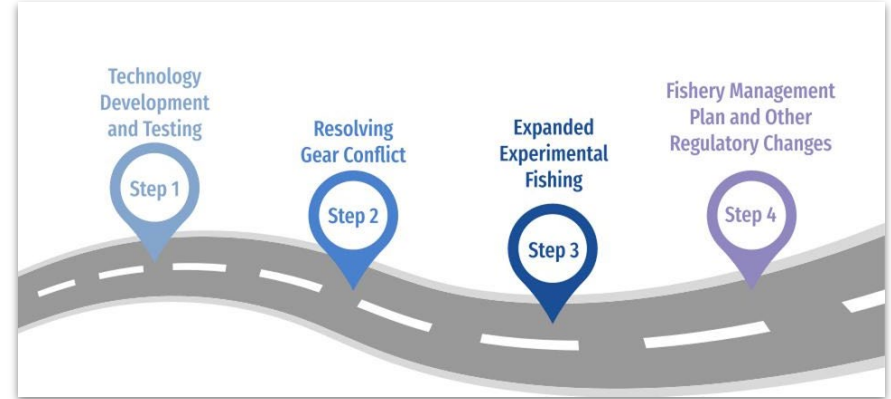 Technology
Development
and Testing
Step 1
Resolving
Gear Conflict
Step 2
Expanded
Experimental
Fishing
Step 3
Fishery Management
Plan and Other
Regulatory Changes
Step 4